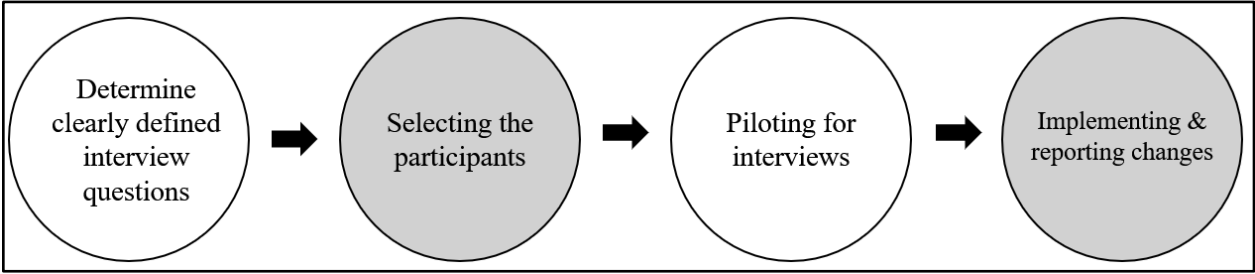 Determine
clearly defined
interview
questions
Selecting the
participants
Piloting for
interviews
Implementing &
reporting changes